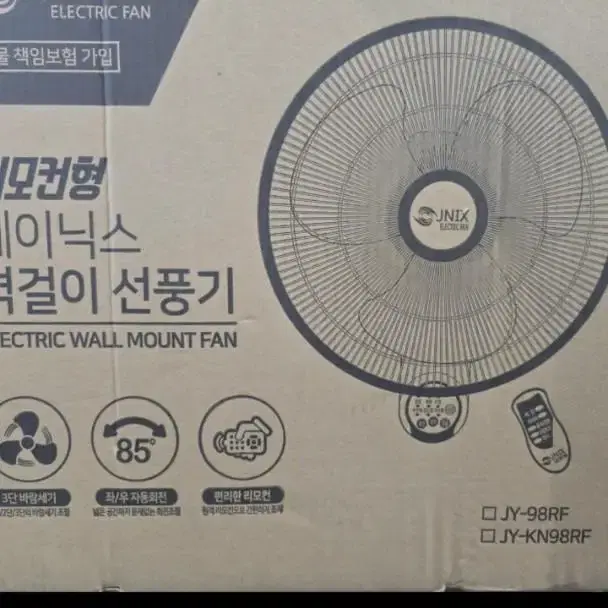 ELECTRIC FAN
물 책임보험 가입
리모컨형
제이닉스
벽걸이 선풍기
ELECTRIC WALL MOUNT FAN
JNIX
ELECTRIC FAN
85°
3단 바람세기
좌/우 자동회전
편리한 리모컨
□ JY-98RF
□ JY-KN98RF